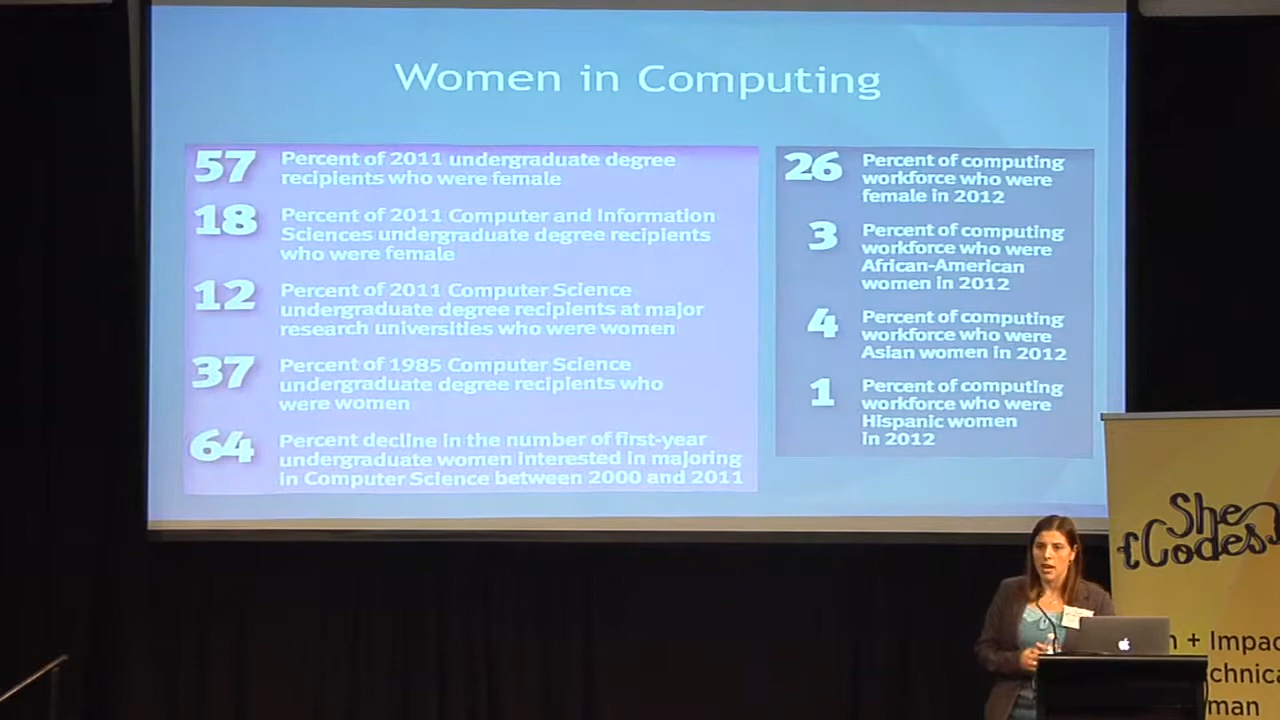 Women in Computing
57 Percent of 2011 undergraduate degree
recipients who were female
18 Percent of 2011 Computer and Information
Sciences undergraduate degree recipients
who were female
12 Percent of 2011 Computer Science
undergraduate degree recipients at major
research universities who were women
37 Percent of 1985 Computer Science
undergraduate degree recipients who
were women
64 Percent decline in the number of first-year
undergraduate women interested in majoring
in Computer Science between 2000 and 2011
26 Percent of computing
workforce who were
female in 2012
3 Percent of computing
workforce who were
African-American
women in 2012
4 Percent of computing
workforce who were
Asian women in 2012
1 Percent of computing
workforce who were
Hispanic women
in 2012
She
{Codes}
+ Impac
chnica
man